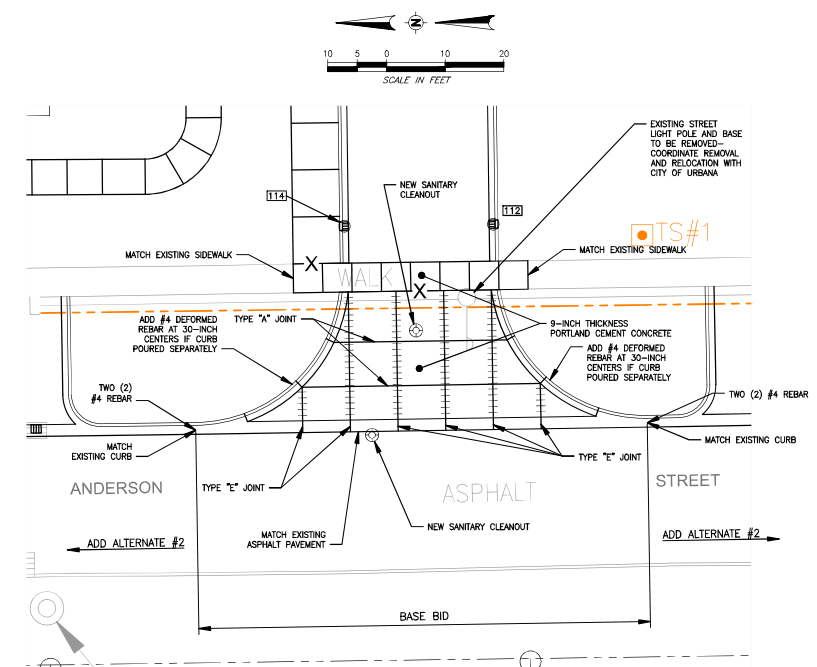 N
10 5 0 10 20
SCALE IN FEET
EXISTING STREET
LIGHT POLE AND BASE
TO BE REMOVED–
COORDINATE REMOVAL
AND RELOCATION WITH
CITY OF URBANA
NEW SANITARY
CLEANOUT
114
112
TS#1
MATCH EXISTING SIDEWALK
X
WALK
X
MATCH EXISTING SIDEWALK
ADD #4 DEFORMED
REBAR AT 30-INCH
CENTERS IF CURB
POURED SEPARATELY
TYPE "A" JOINT
9-INCH THICKNESS
PORTLAND CEMENT CONCRETE
ADD #4 DEFORMED
REBAR AT 30-INCH
CENTERS IF CURB
POURED SEPARATELY
TWO (2)
#4 REBAR
TWO (2) #4 REBAR
MATCH
EXISTING CURB
MATCH EXISTING CURB
TYPE "E" JOINT
TYPE "E" JOINT
ANDERSON
ASPHALT
STREET
NEW SANITARY CLEANOUT
MATCH EXISTING
ASPHALT PAVEMENT
ADD ALTERNATE #2
ADD ALTERNATE #2
BASE BID